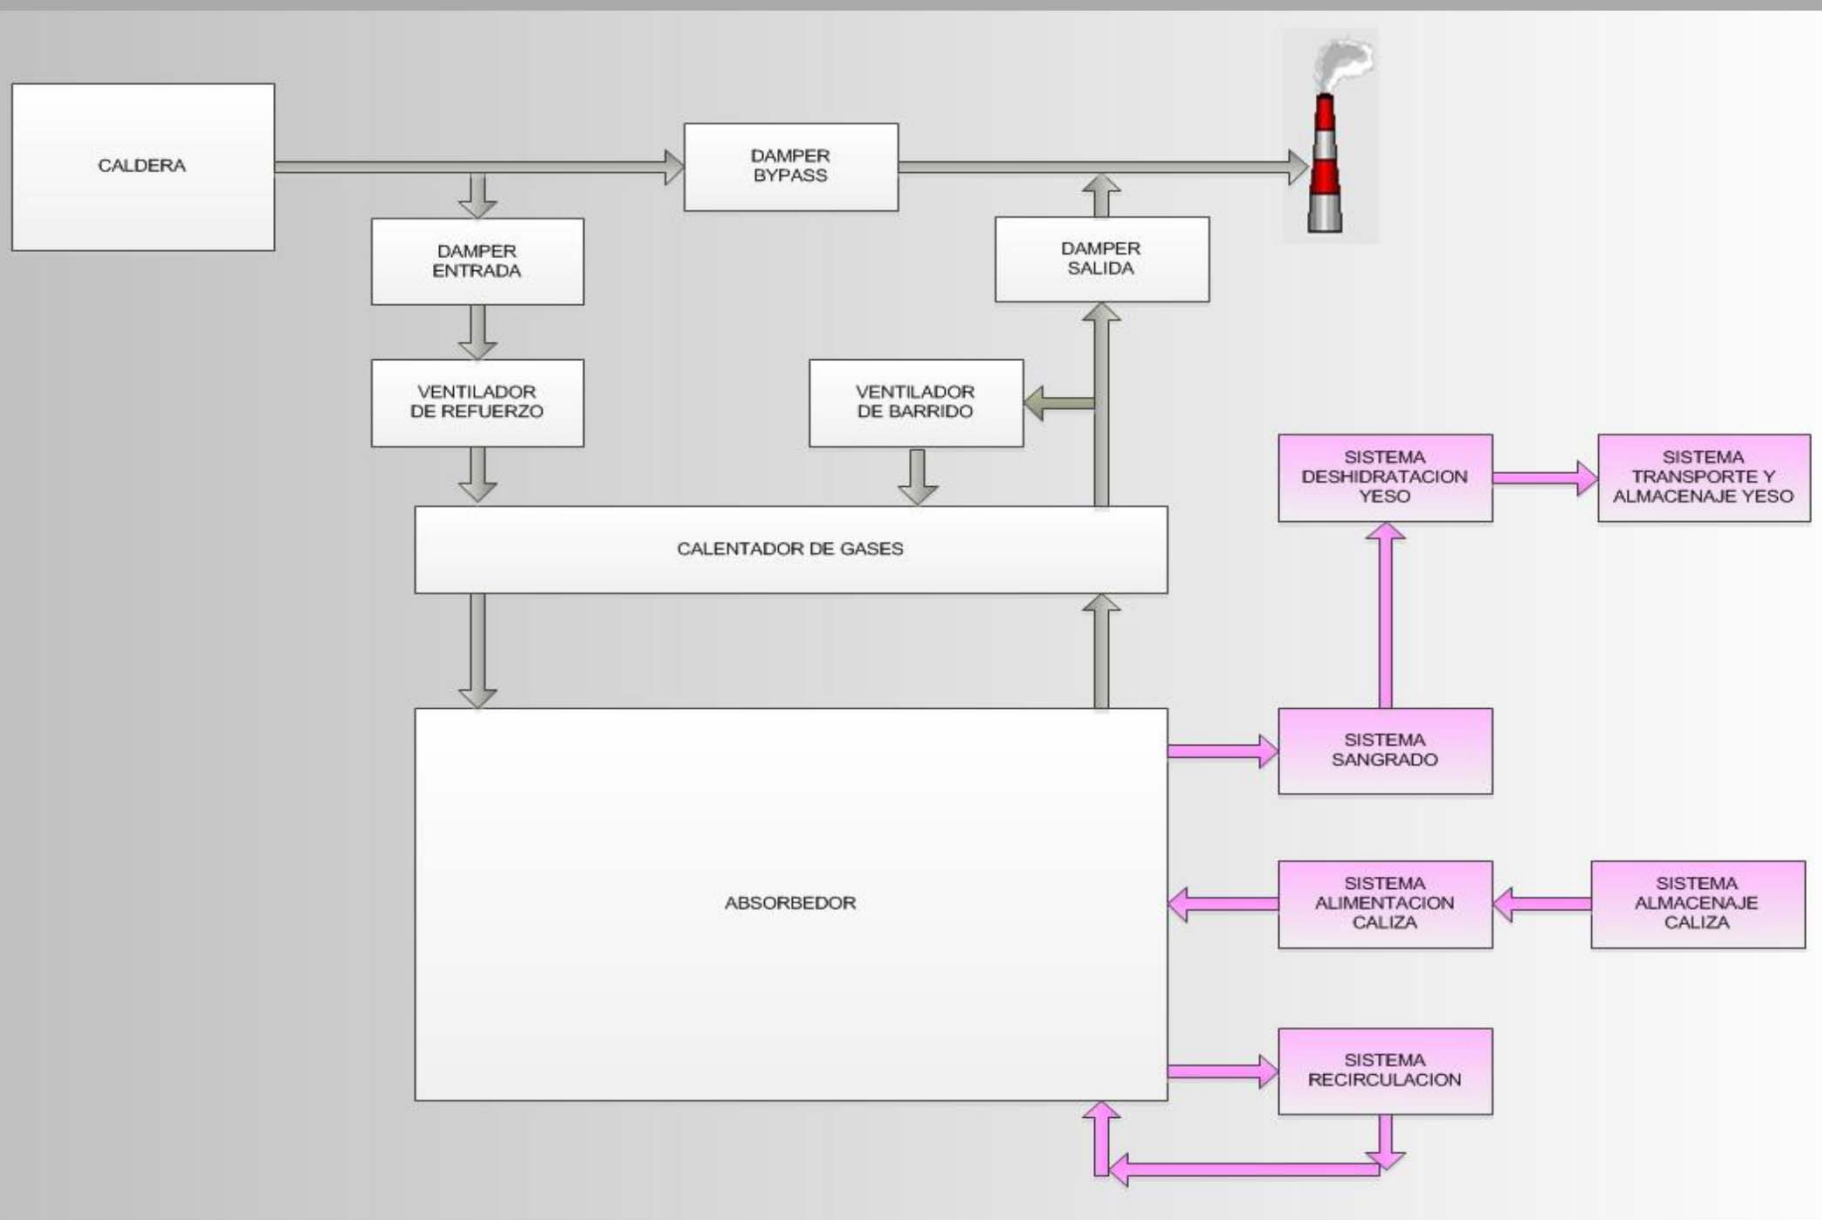 CALDERA
DAMPER
BYPASS
DAMPER
ENTRADA
DAMPER
SALIDA
VENTILADOR
DE REFUERZO
VENTILADOR
DE BARRIDO
SISTEMA
DESHIDRATACION
YESO
SISTEMA
TRANSPORTE Y
ALMACENAJE YESO
CALENTADOR DE GASES
SISTEMA
SANGRADO
ABSORBEDOR
SISTEMA
ALIMENTACION
CALIZA
SISTEMA
ALMACENAJE
CALIZA
SISTEMA
RECIRCULACION